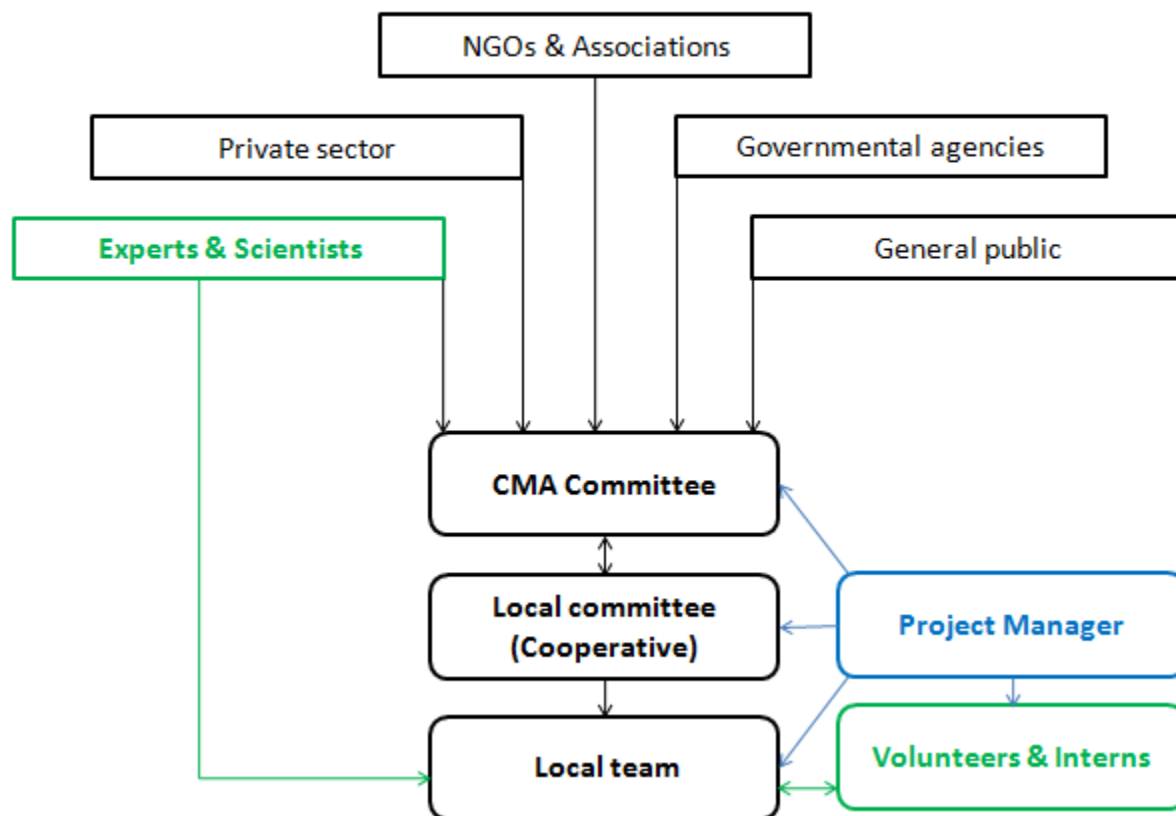 NGOs & Associations
Private sector
Governmental agencies
Experts & Scientists
General public
CMA Committee
Local committee
(Cooperative)
Project Manager
Local team
Volunteers & Interns